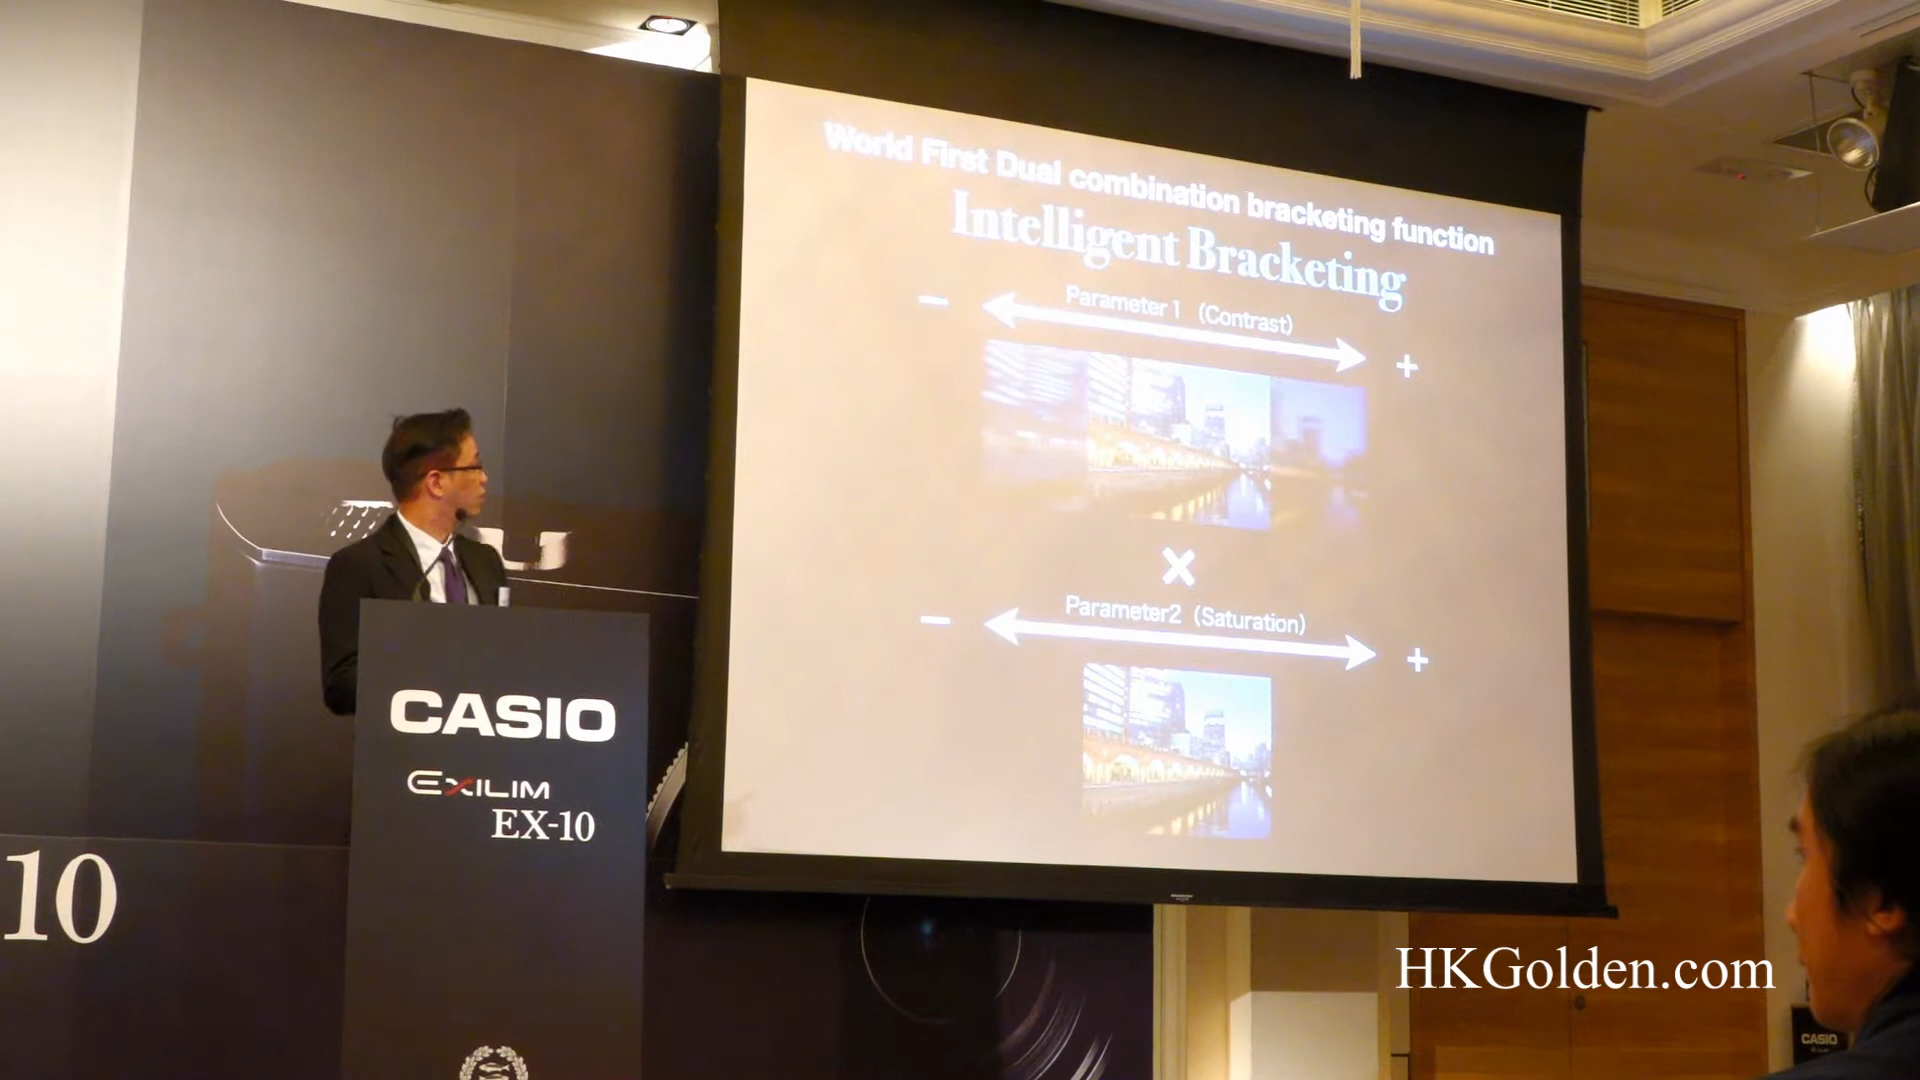 World First Dual combination bracketing function
Intelligent Bracketing
Parameter 1 (Contrast)
− +
×
Parameter2 (Saturation)
− +
CASIO
EXILIM
EX-10
10
HKGolden.com
CASIO